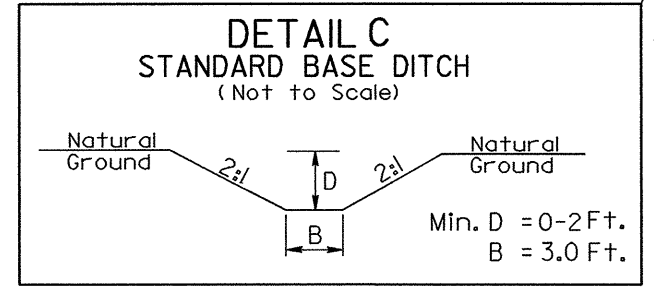 DETAIL C
STANDARD BASE DITCH
(Not to Scale)
Natural
Ground
2:1
D
2:1
Natural
Ground
B
Min. D = 0-2 Ft.
B = 3.0 Ft.